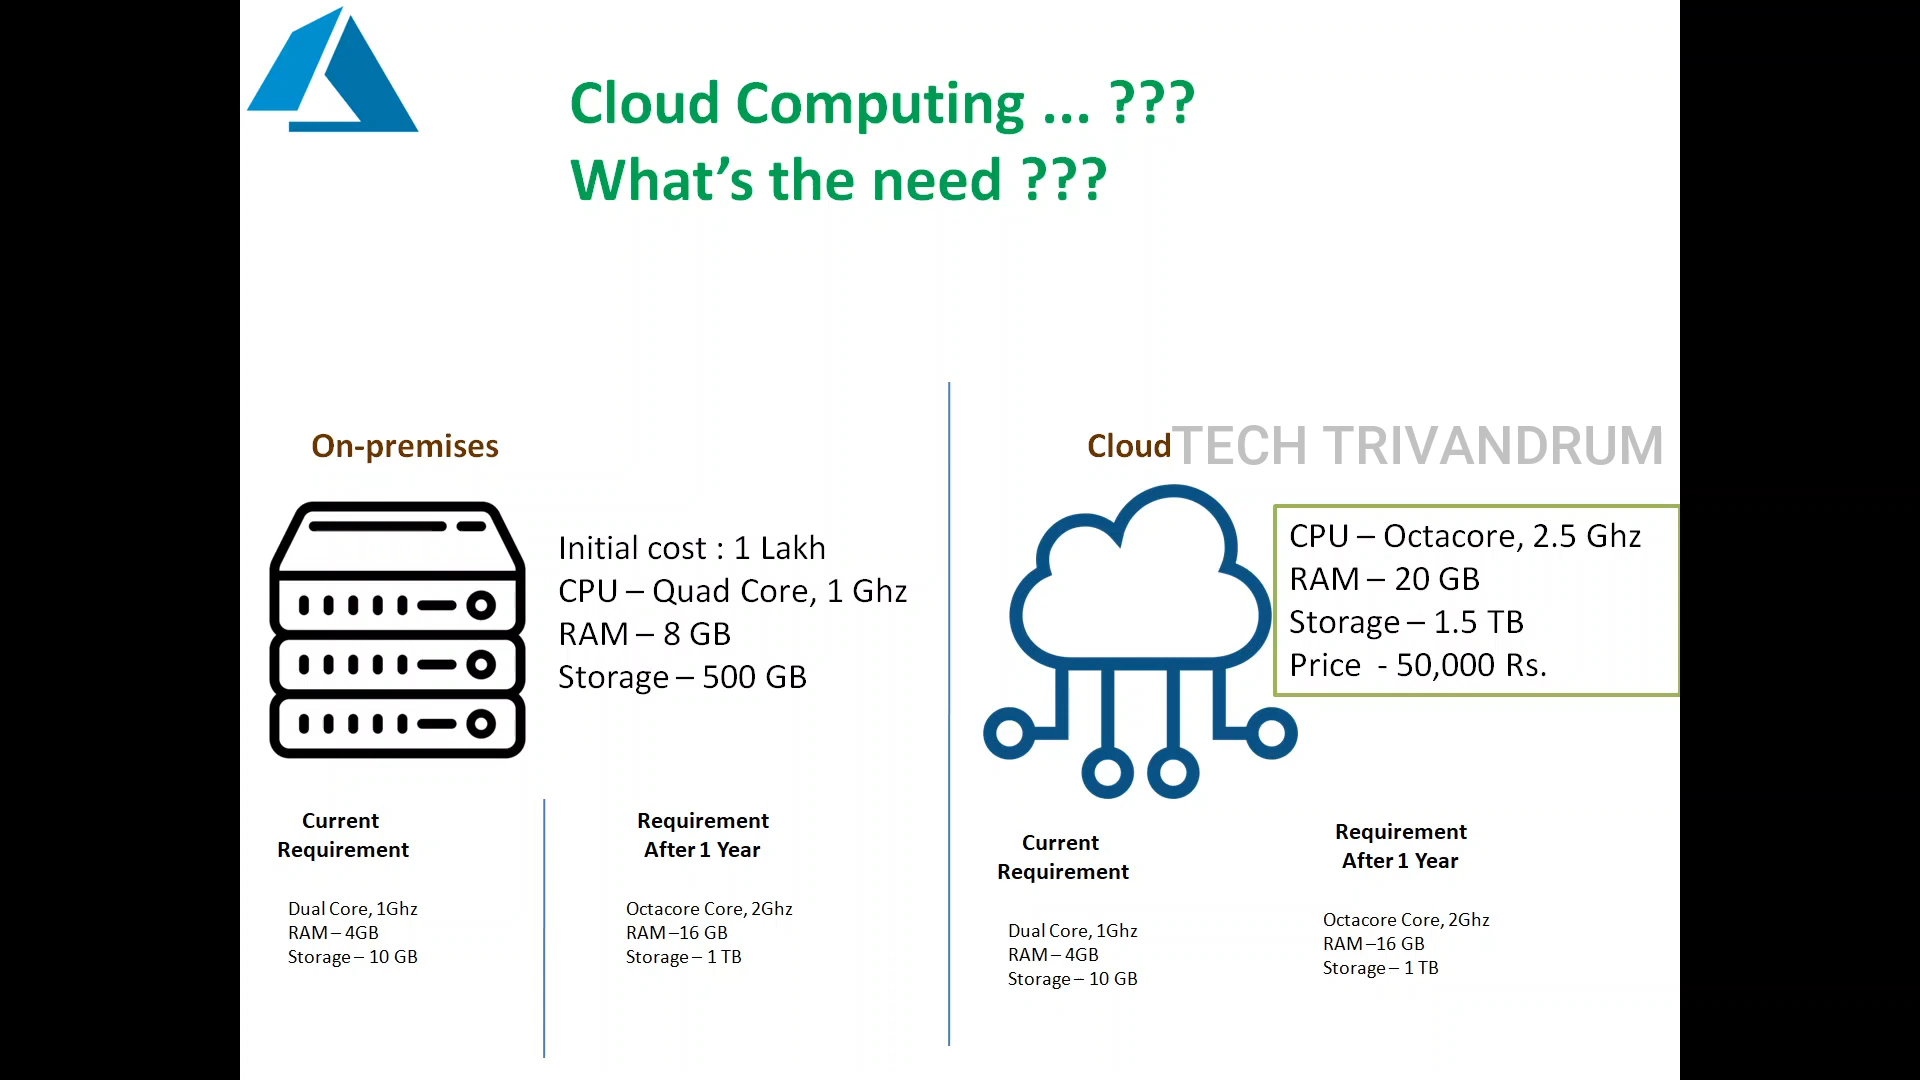 Cloud Computing ... ???
What's the need ???
On-premises
Initial cost : 1 Lakh
CPU – Quad Core, 1 Ghz
RAM – 8 GB
Storage – 500 GB
Current
Requirement
Dual Core, 1Ghz
RAM – 4GB
Storage – 10 GB
Requirement
After 1 Year
Octacore Core, 2Ghz
RAM –16 GB
Storage – 1 TB
Cloud
TECH TRIVANDRUM
CPU – Octacore, 2.5 Ghz
RAM – 20 GB
Storage – 1.5 TB
Price - 50,000 Rs.
Current
Requirement
Dual Core, 1Ghz
RAM – 4GB
Storage – 10 GB
Requirement
After 1 Year
Octacore Core, 2Ghz
RAM –16 GB
Storage – 1 TB